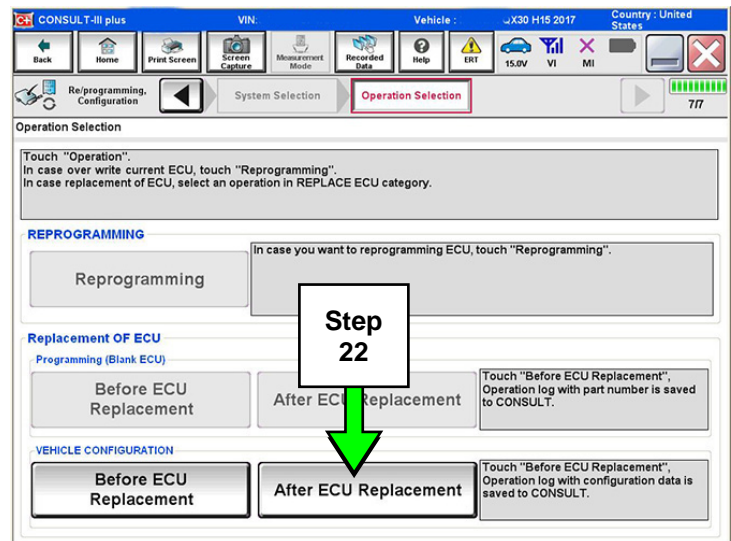 CONSULT-III plus VIN: Vehicle : QX30 H15 2017 Country : United States
Back Home Print Screen Screen Capture Measurement Mode Recorded Data Help ERT 15.0V VI MI
Re/programming, Configuration System Selection Operation Selection 7/7
Operation Selection
Touch "Operation".
In case over write current ECU, touch "Reprogramming".
In case replacement of ECU, select an operation in REPLACE ECU category.
REPROGRAMMING
Reprogramming
In case you want to reprogramming ECU, touch "Reprogramming".
Step
22
Replacement OF ECU
Programming (Blank ECU)
Before ECU
Replacement
After ECU Replacement
Touch "Before ECU Replacement",
Operation log with part number is saved
to CONSULT.
VEHICLE CONFIGURATION
Before ECU
Replacement
After ECU Replacement
Touch "Before ECU Replacement",
Operation log with configuration data is
saved to CONSULT.